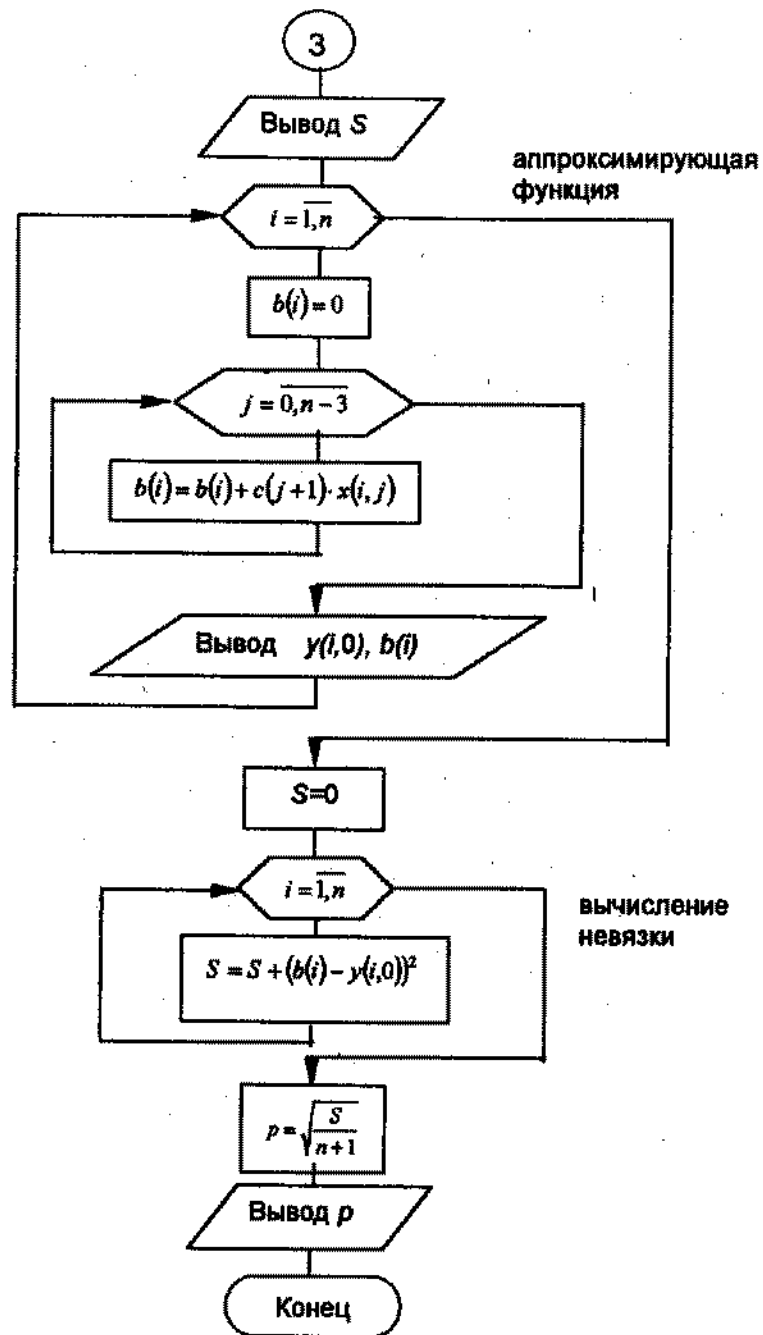 3
Вывод S
аппроксимирующая
функция
i = 1,n
b(i) = 0
j = 0,n-3
b(i) = b(i) + c(j+1) · x(i, j)
Вывод y(i,0), b(i)
S=0
i = 1,n
вычисление
невязки
S = S + (b(i) - y(i,0))²
p = √(S/(n+1))
Вывод p
Конец